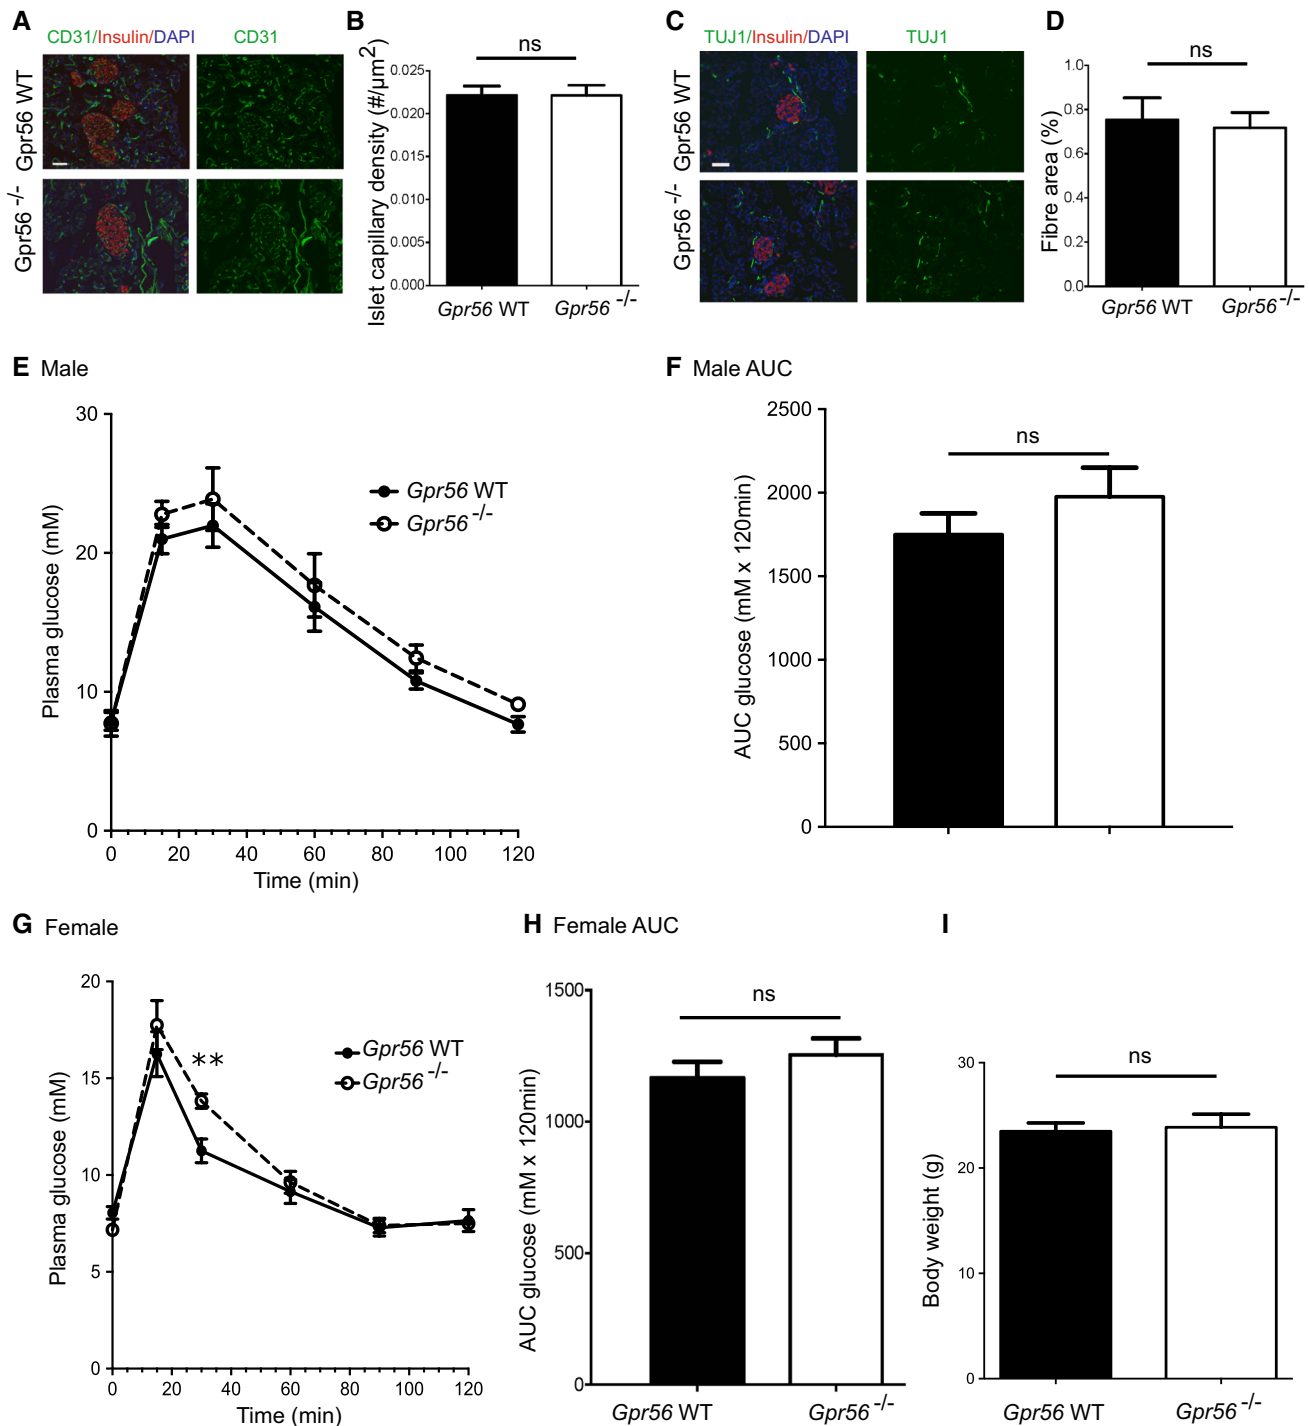 A
CD31/Insulin/DAPI
CD31
Gpr56 WT
Gpr56 -/-
B
ns
Islet capillary density (#/µm2)
0.025
0.020
0.015
0.010
0.005
0.000
Gpr56 WT
Gpr56 -/-
C
TUJ1/Insulin/DAPI
TUJ1
Gpr56 WT
Gpr56 -/-
D
ns
Fibre area (%)
1.0
0.8
0.6
0.4
0.2
0.0
Gpr56 WT
Gpr56 -/-
E Male
Plasma glucose (mM)
30
20
10
0
Gpr56 WT
Gpr56 -/-
0 20 40 60 80 100 120
Time (min)
F Male AUC
AUC glucose (mM x 120min)
2500
2000
1500
1000
500
0
ns
G Female
Plasma glucose (mM)
20
15
10
5
0
**
Gpr56 WT
Gpr56 -/-
0 20 40 60 80 100 120
Time (min)
H Female AUC
AUC glucose (mM x 120min)
1500
1000
500
0
ns
Gpr56 WT
Gpr56 -/-
I
Body weight (g)
30
20
10
0
ns
Gpr56 WT
Gpr56 -/-